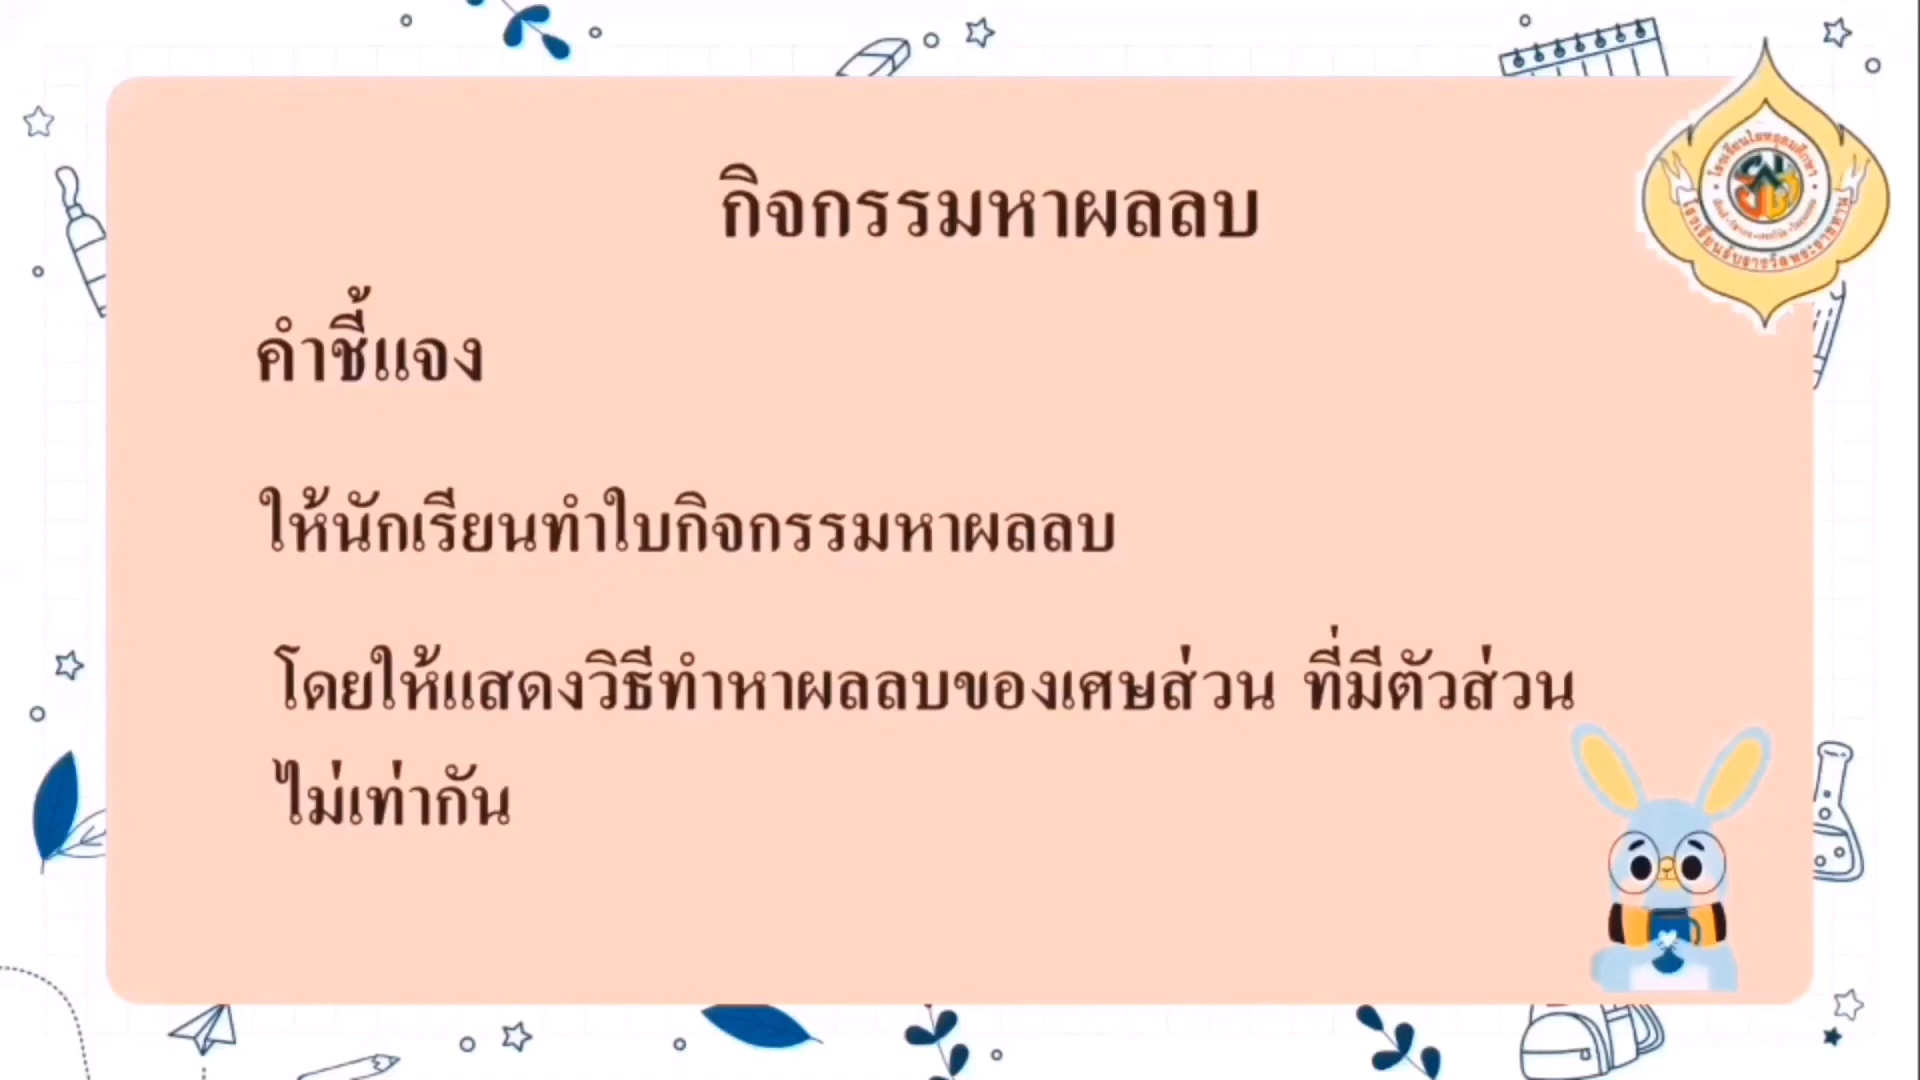 กิจกรรมหาผลลบ
คำชี้แจง
ให้นักเรียนทำใบกิจกรรมหาผลลบ
โดยให้แสดงวิธีทำหาผลลบของเศษส่วน ที่มีตัวส่วน
ไม่เท่ากัน